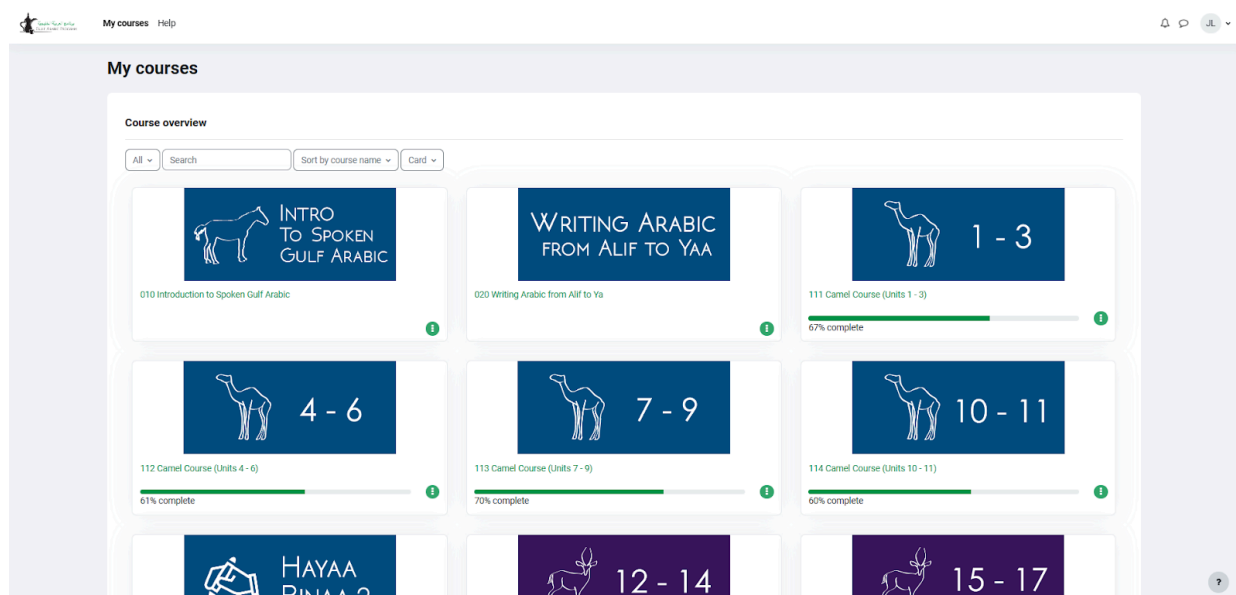 My courses Help
JL
My courses
Course overview
All Search Sort by course name Card
INTRO
TO SPOKEN
GULF ARABIC
010 Introduction to Spoken Gulf Arabic
WRITING ARABIC
FROM ALIF TO YAA
020 Writing Arabic from Alif to Ya
1 - 3
111 Camel Course (Units 1 - 3)
67% complete
4 - 6
112 Camel Course (Units 4 - 6)
61% complete
7 - 9
113 Camel Course (Units 7 - 9)
70% complete
10 - 11
114 Camel Course (Units 10 - 11)
60% complete
HAYAA
BINAA 2
12 - 14
15 - 17
?